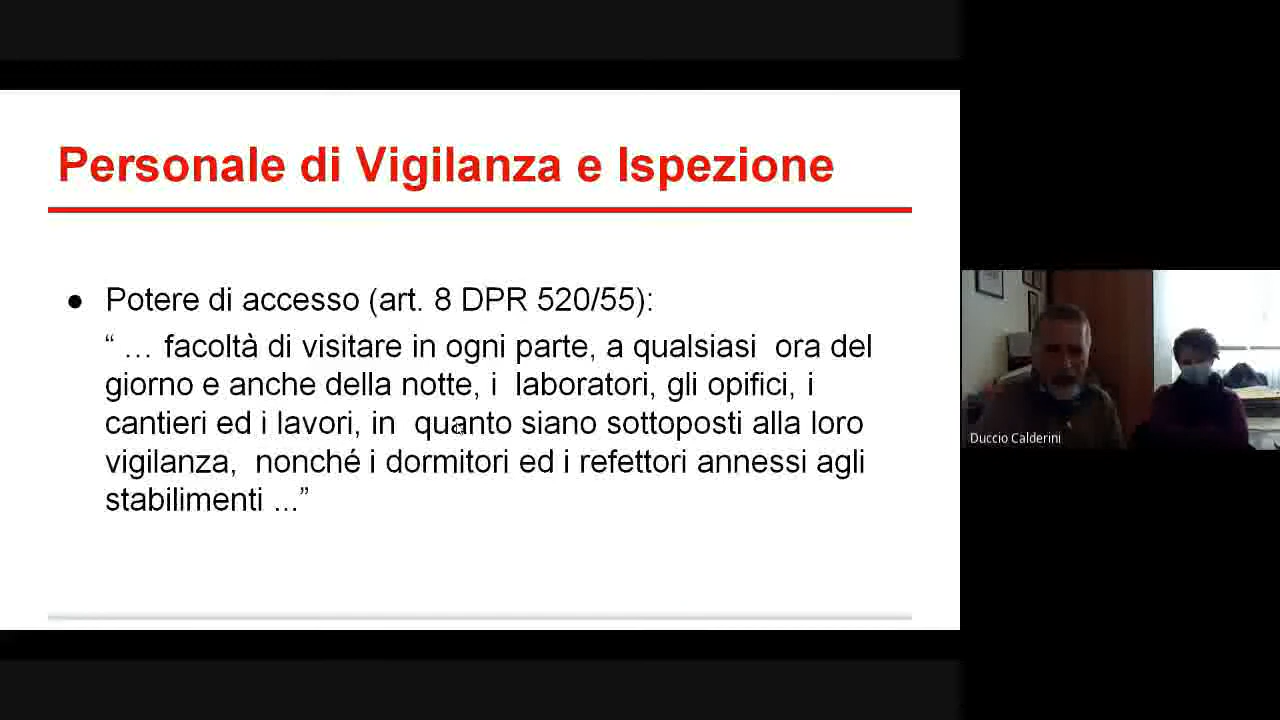 Personale di Vigilanza e Ispezione
● Potere di accesso (art. 8 DPR 520/55):
“ … facoltà di visitare in ogni parte, a qualsiasi ora del
giorno e anche della notte, i laboratori, gli opifici, i
cantieri ed i lavori, in quanto siano sottoposti alla loro
vigilanza, nonché i dormitori ed i refettori annessi agli
stabilimenti ...”
Duccio Calderini